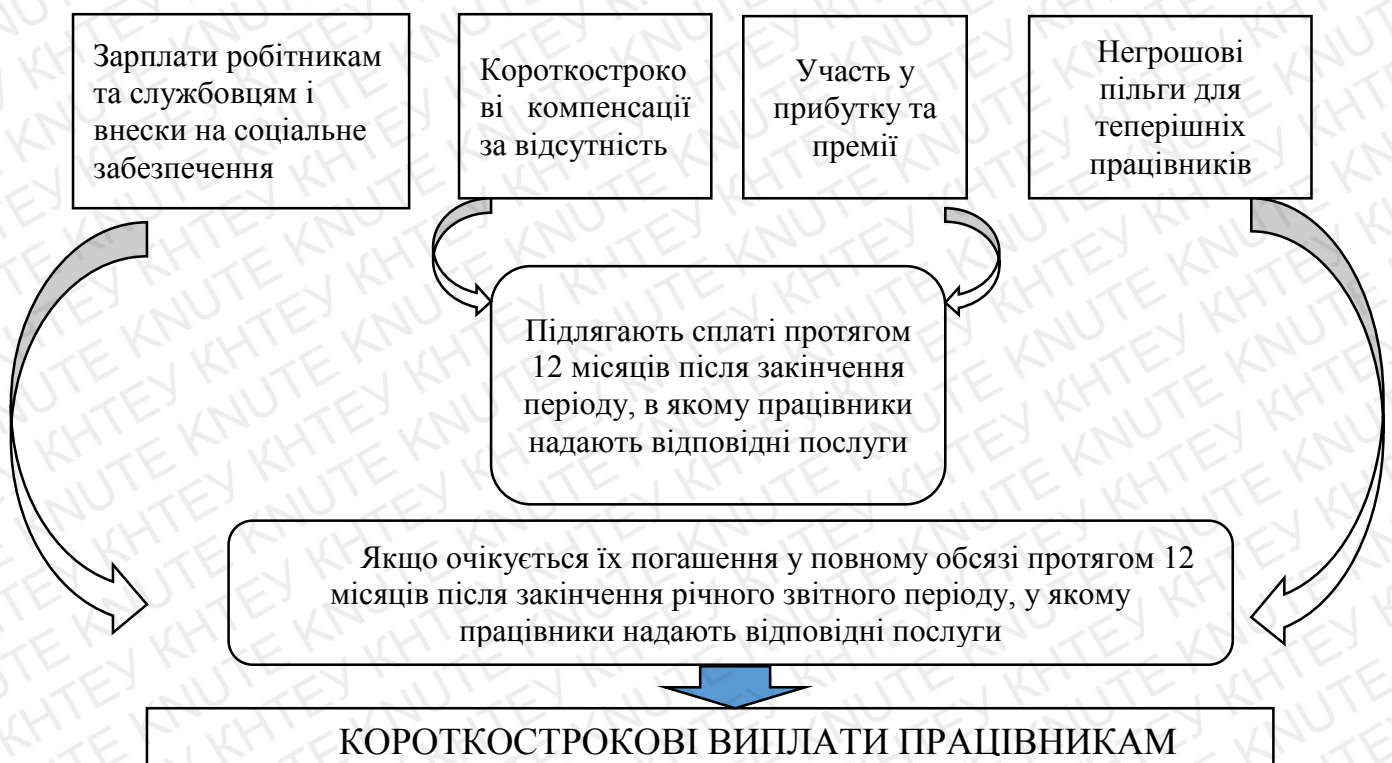 Зарплати робітникам
та службовцям і
внески на соціальне
забезпечення
Короткостроко
ві компенсації
за відсутність
Участь у
прибутку та
премії
Негрошові
пільги для
теперішніх
працівників
Підлягають сплаті протягом
12 місяців після закінчення
періоду, в якому працівники
надають відповідні послуги
Якщо очікується їх погашення у повному обсязі протягом 12
місяців після закінчення річного звітного періоду, у якому
працівники надають відповідні послуги
КОРОТКОСТРОКОВІ ВИПЛАТИ ПРАЦІВНИКАМ